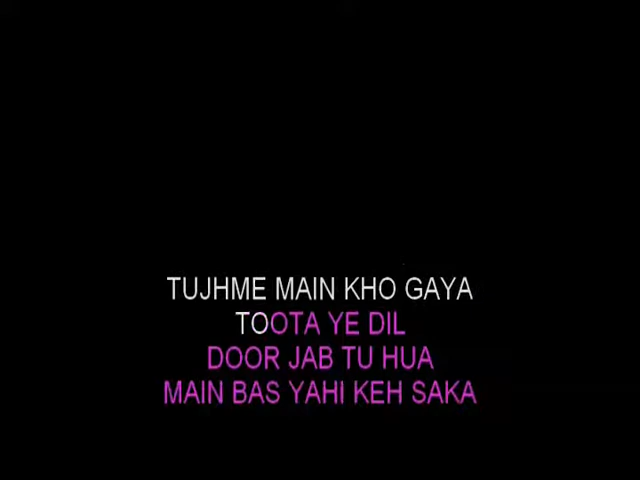 TUJHME MAIN KHO GAYA
TOOTA YE DIL
DOOR JAB TU HUA
MAIN BAS YAHI KEH SAKA